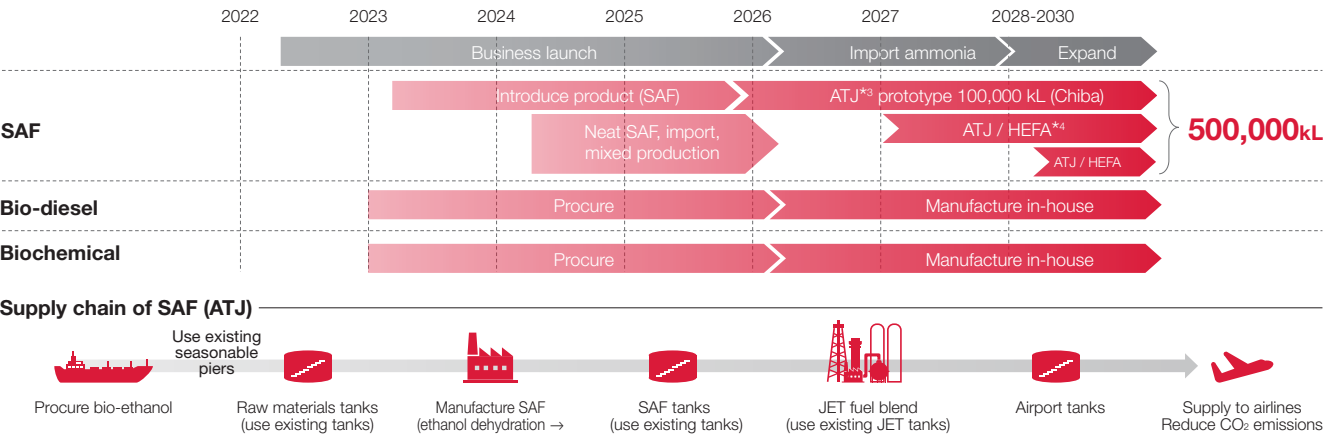 2022 2023 2024 2025 2026 2027 2028-2030
Business launch Import ammonia Expand
SAF
Introduce product (SAF) ATJ*3 prototype 100,000 kL (Chiba)
Neat SAF, import,
mixed production
ATJ / HEFA*4
ATJ / HEFA
500,000kL
Bio-diesel Procure Manufacture in-house
Biochemical Procure Manufacture in-house
Supply chain of SAF (ATJ)
Use existing
seasonable
piers
Procure bio-ethanol
Raw materials tanks
(use existing tanks)
Manufacture SAF
(ethanol dehydration →
SAF tanks
(use existing tanks)
JET fuel blend
(use existing JET tanks)
Airport tanks
Supply to airlines
Reduce CO2 emissions